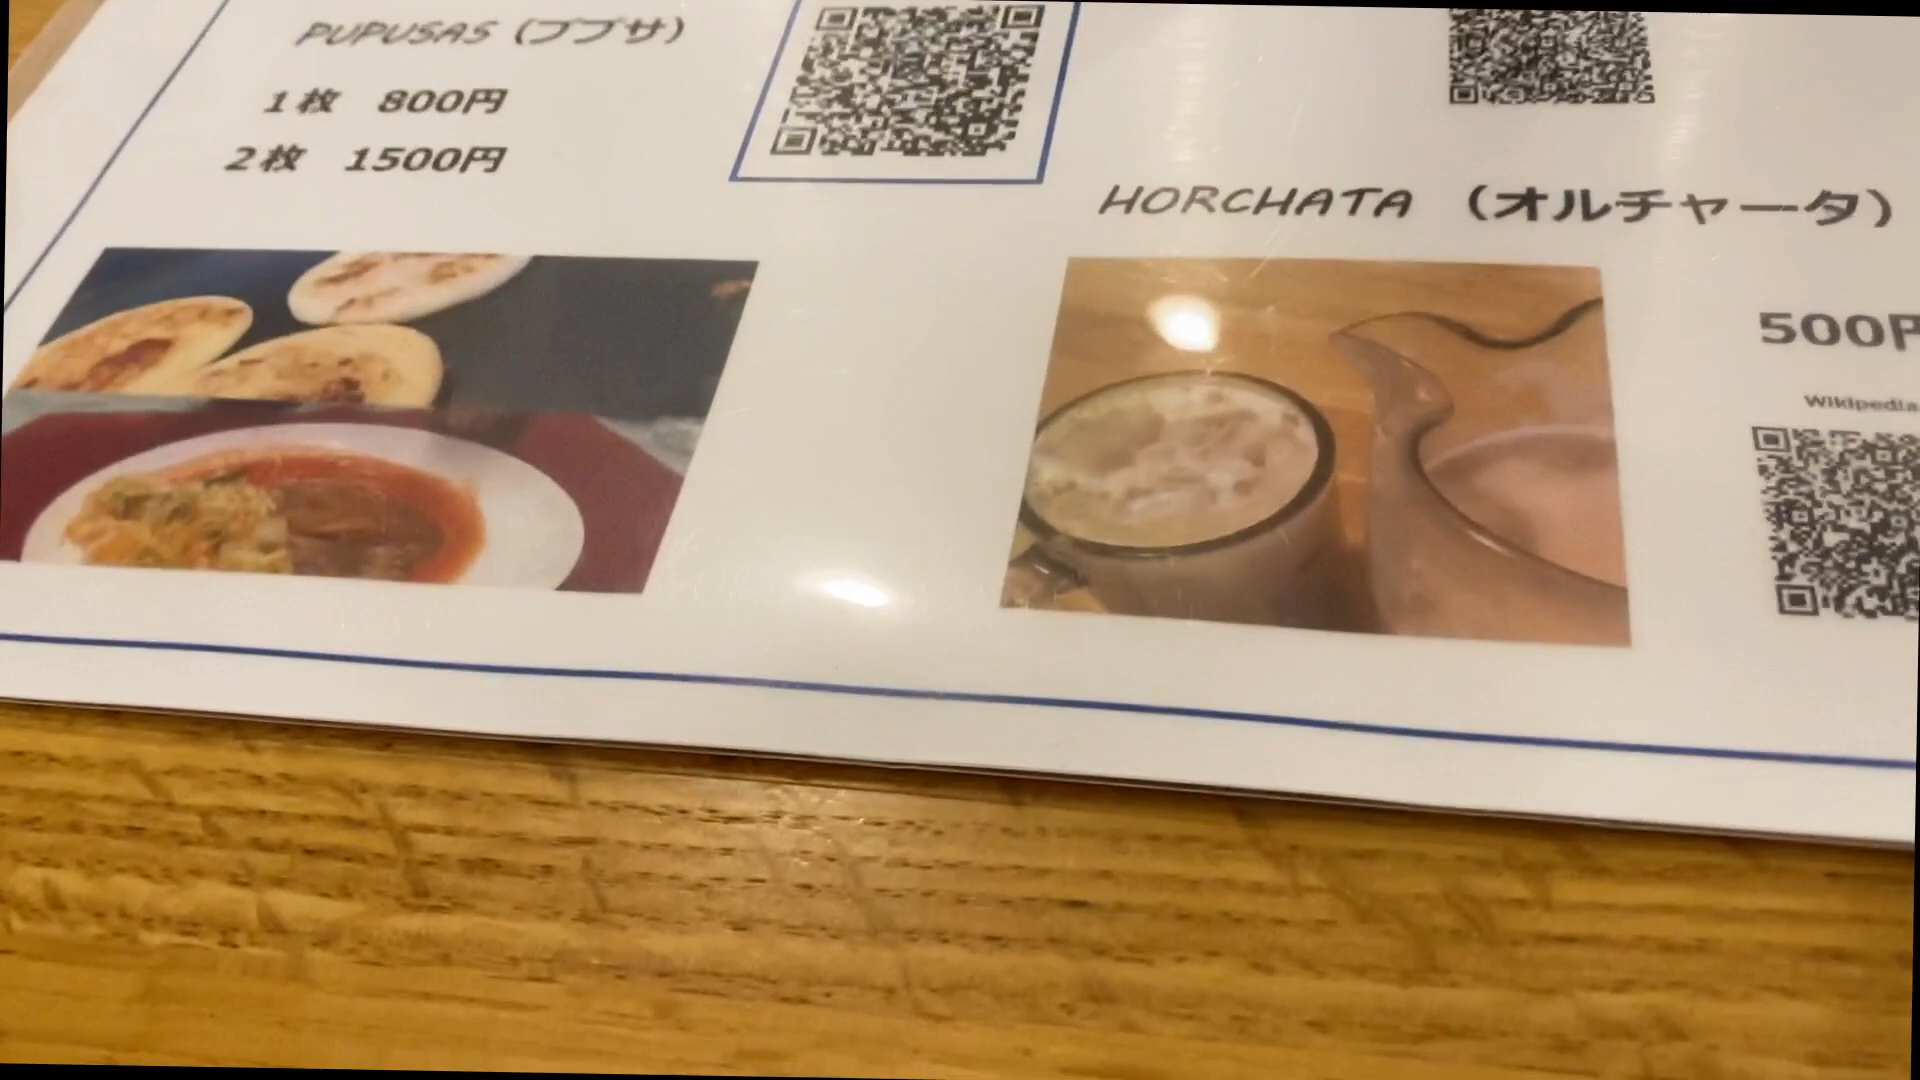 PUPUSAS（ププサ）
1枚 800円
2枚 1500円
HORCHATA （オルチャータ）
500円
Wikipedia